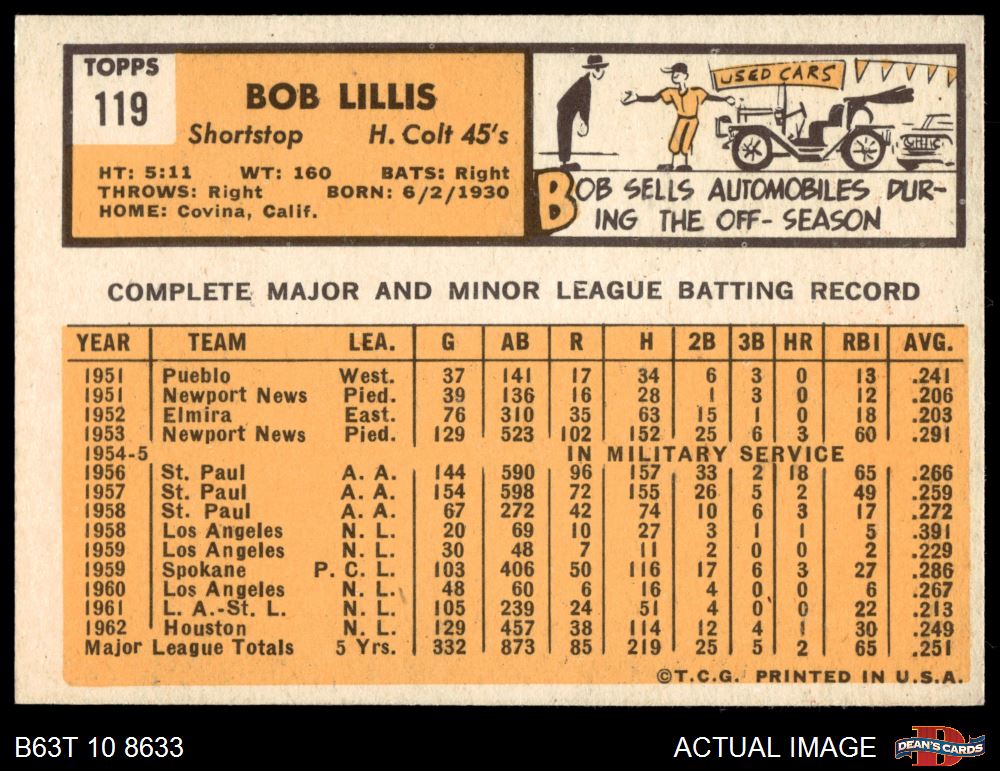 TOPPS
119
BOB LILLIS
Shortstop H. Colt 45's
HT: 5:11 WT: 160 BATS: Right
THROWS: Right BORN: 6/2/1930
HOME: Covina, Calif.
USED CARS
BOB SELLS AUTOMOBILES DUR-
ING THE OFF-SEASON
COMPLETE MAJOR AND MINOR LEAGUE BATTING RECORD
YEAR TEAM LEA. G AB R H 2B 3B HR RBI AVG.
1951 Pueblo West. 37 141 17 34 6 3 0 13 .241
1951 Newport News Pied. 39 136 16 28 1 3 0 12 .206
1952 Elmira East. 76 310 35 63 15 1 0 18 .203
1953 Newport News Pied. 129 523 102 152 25 6 3 60 .291
1954-5 IN MILITARY SERVICE
1956 St. Paul A. A. 144 590 96 157 33 2 18 65 .266
1957 St. Paul A. A. 154 598 72 155 26 5 2 49 .259
1958 St. Paul A. A. 67 272 42 74 10 6 3 17 .272
1958 Los Angeles N. L. 20 69 10 27 3 1 1 5 .391
1959 Los Angeles N. L. 30 48 7 11 2 0 0 2 .229
1959 Spokane P. C. L. 103 406 50 116 17 6 3 27 .286
1960 Los Angeles N. L. 48 60 6 16 4 0 0 6 .267
1961 L. A.-St. L. N. L. 105 239 24 51 4 0 0 22 .213
1962 Houston N. L. 129 457 38 114 12 4 1 30 .249
Major League Totals 5 Yrs. 332 873 85 219 25 5 2 65 .251
©T.C.G. PRINTED IN U.S.A.
B63T 10 8633 ACTUAL IMAGE DEAN'S CARDS